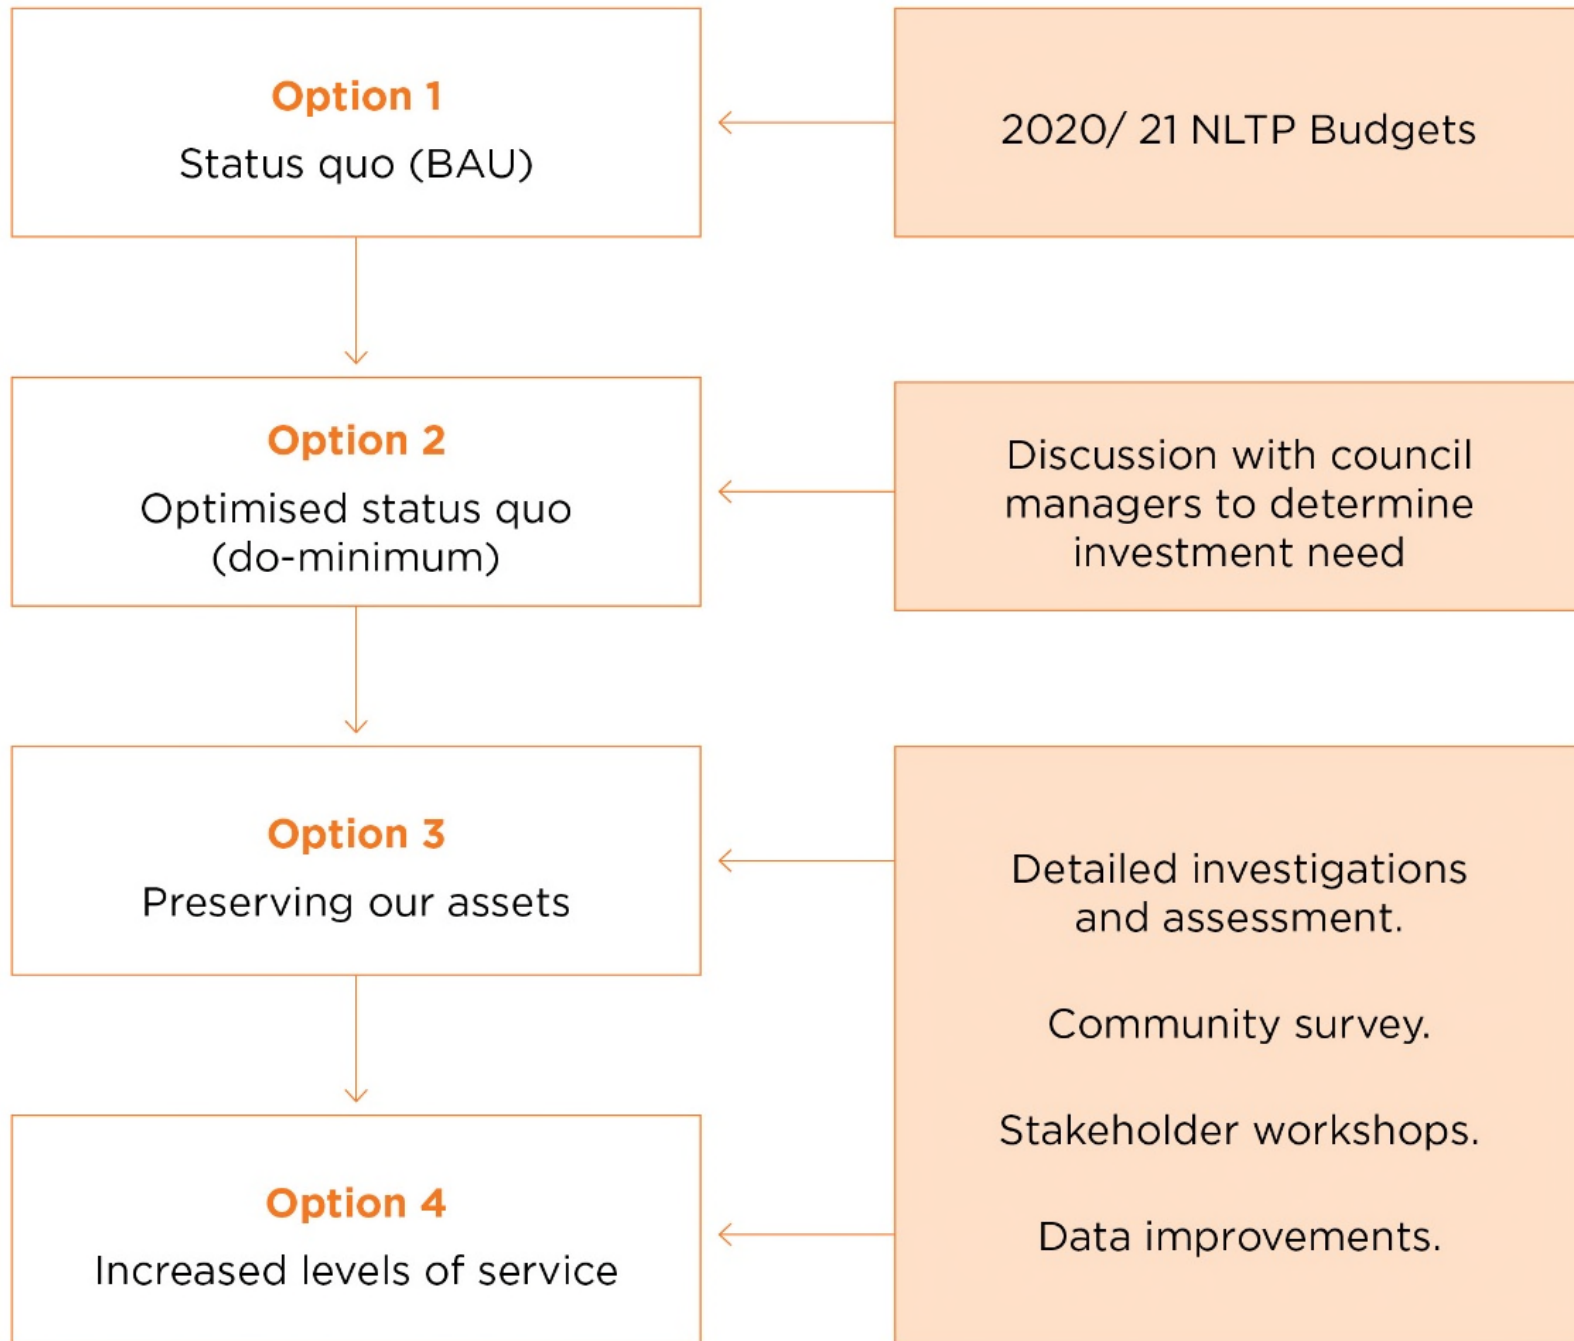 Option 1
Status quo (BAU)
2020/ 21 NLTP Budgets
Option 2
Optimised status quo
(do-minimum)
Discussion with council
managers to determine
investment need
Option 3
Preserving our assets
Detailed investigations
and assessment.
Community survey.
Stakeholder workshops.
Data improvements.
Option 4
Increased levels of service